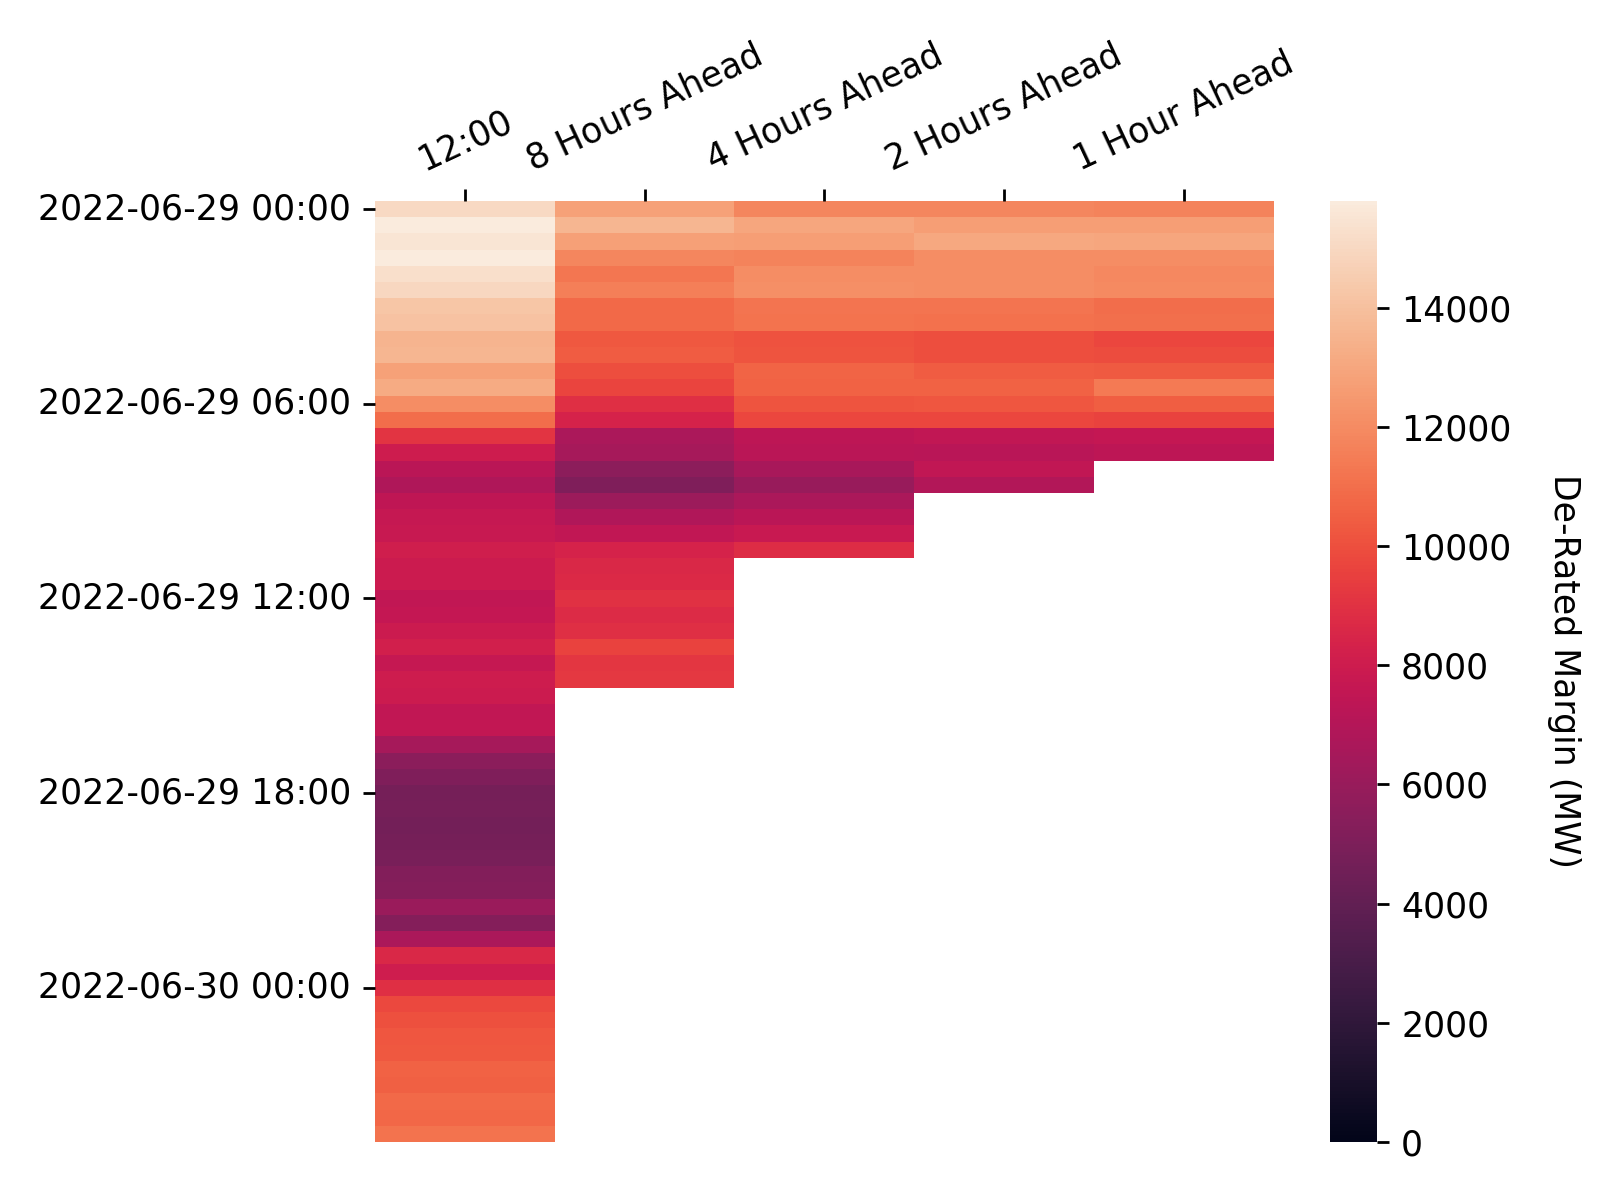 12:00
8 Hours Ahead
4 Hours Ahead
2 Hours Ahead
1 Hour Ahead
2022-06-29 00:00
2022-06-29 06:00
2022-06-29 12:00
2022-06-29 18:00
2022-06-30 00:00
14000
12000
10000
8000
6000
4000
2000
0
De-Rated Margin (MW)